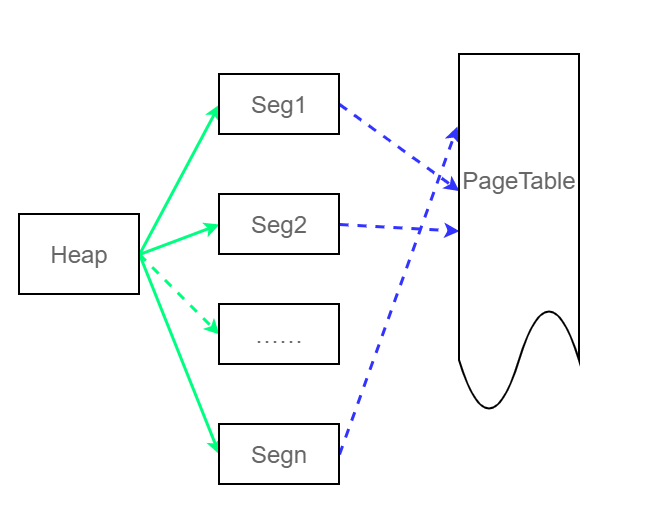 Seg1
PageTable
Seg2
Heap
……
Segn